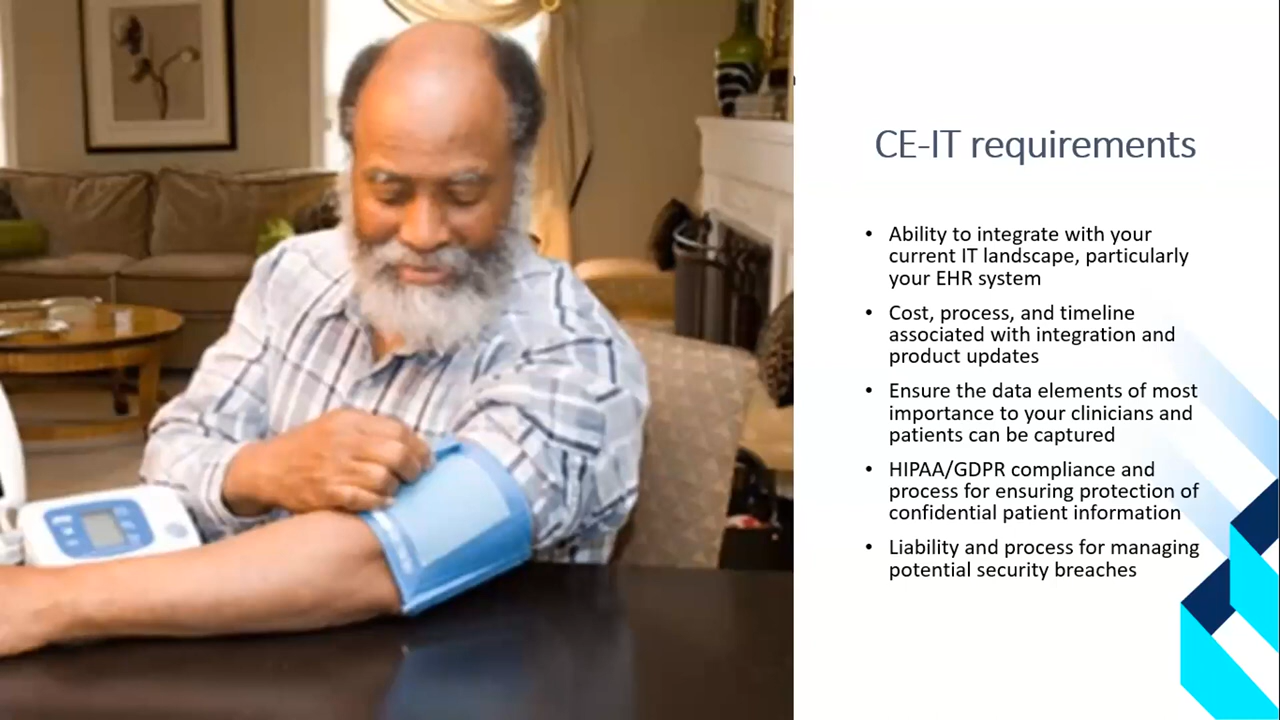 CE-IT requirements
• Ability to integrate with your
current IT landscape, particularly
your EHR system
• Cost, process, and timeline
associated with integration and
product updates
• Ensure the data elements of most
importance to your clinicians and
patients can be captured
• HIPAA/GDPR compliance and
process for ensuring protection of
confidential patient information
• Liability and process for managing
potential security breaches